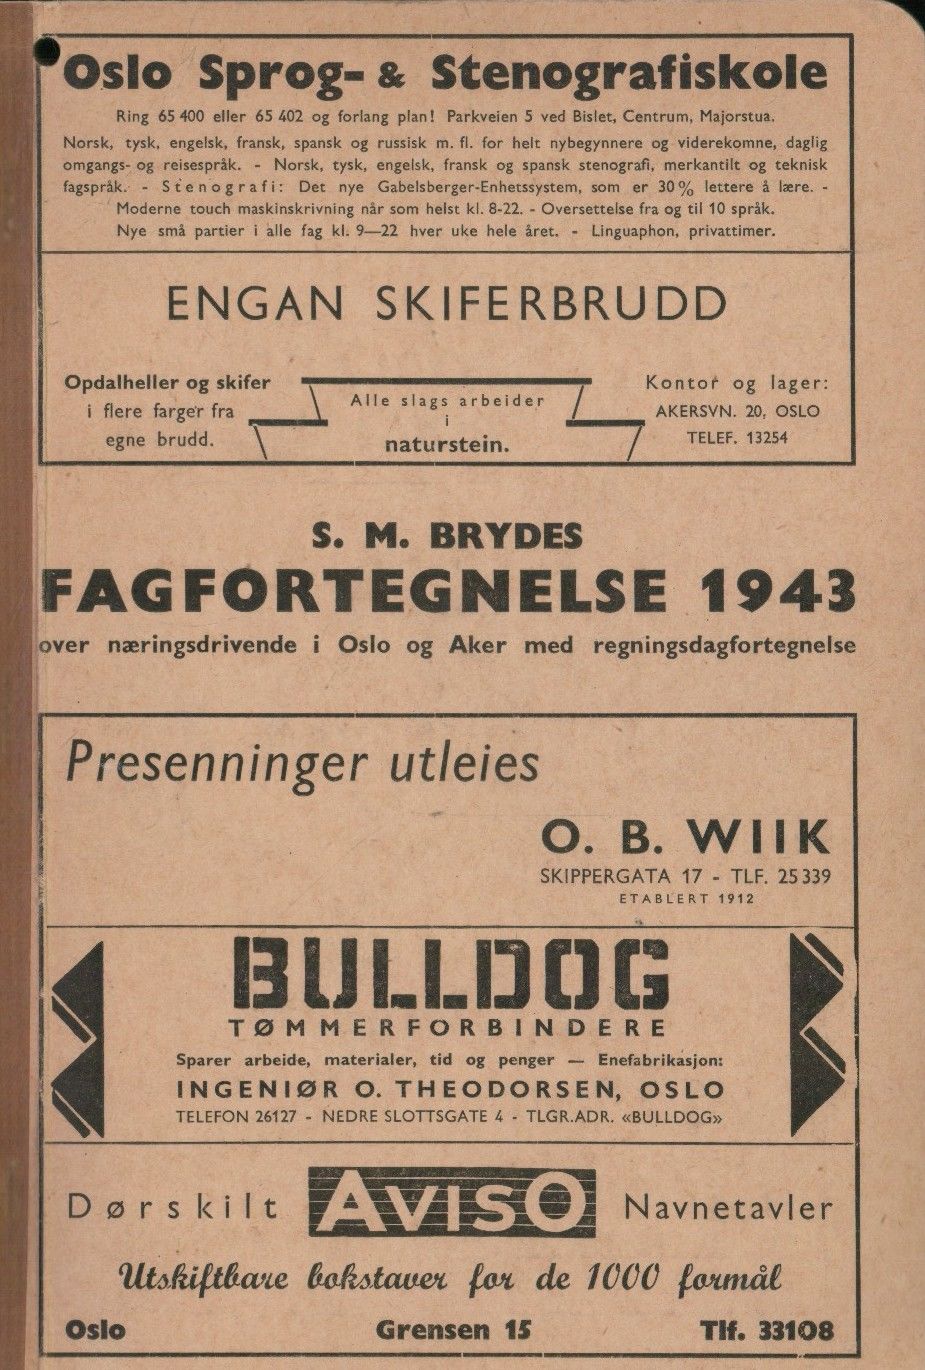 Oslo Sprog- & Stenografiskole
Ring 65 400 eller 65 402 og forlang plan! Parkveien 5 ved Bislet, Centrum, Majorstua.
Norsk, tysk, engelsk, fransk, spansk og russisk m. fl. for helt nybegynnere og viderekomne, daglig
omgangs- og reisespråk. - Norsk, tysk, engelsk, fransk og spansk stenografi, merkantilt og teknisk
fagspråk. - Stenografi: Det nye Gabelsberger-Enhetssystem, som er 30% lettere å lære. -
Moderne touch maskinskrivning når som helst kl. 8-22. - Oversettelse fra og til 10 språk.
Nye små partier i alle fag kl. 9—22 hver uke hele året. - Linguaphon, privattimer.
ENGAN SKIFERBRUDD
Opdalheller og skifer
i flere farger fra
egne brudd.
Alle slags arbeider
i
naturstein.
Kontor og lager:
AKERSVN. 20, OSLO
TELEF. 13254
S. M. BRYDES
FAGFORTEGNELSE 1943
over næringsdrivende i Oslo og Aker med regningsdagfortegnelse
Presenninger utleies
O. B. WIIK
SKIPPERGATA 17 - TLF. 25339
ETABLERT 1912
BULLDOG
TØMMERFORBINDERE
Sparer arbeide, materialer, tid og penger — Enefabrikasjon:
INGENIØR O. THEODORSEN, OSLO
TELEFON 26127 - NEDRE SLOTTSGATE 4 - TLGR.ADR. «BULLDOG»
Dørskilt AVISO Navnetavler
Utskiftbare bokstaver for de 1000 formål
Oslo Grensen 15 Tlf. 33108